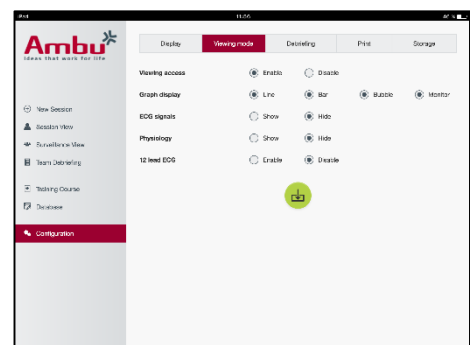 iPad 11:00
Ambu
Ideas that work for life
Display Viewing mode Debriefing Print Storage
Viewing access Enable Disable
Graph display Line Bar Bubble Monitor
ECG signals Show Hide
Physiology Show Hide
12 lead ECG Enable Disable
New Session
Session View
Surveillance View
Team Debriefing
Training Course
Database
Configuration